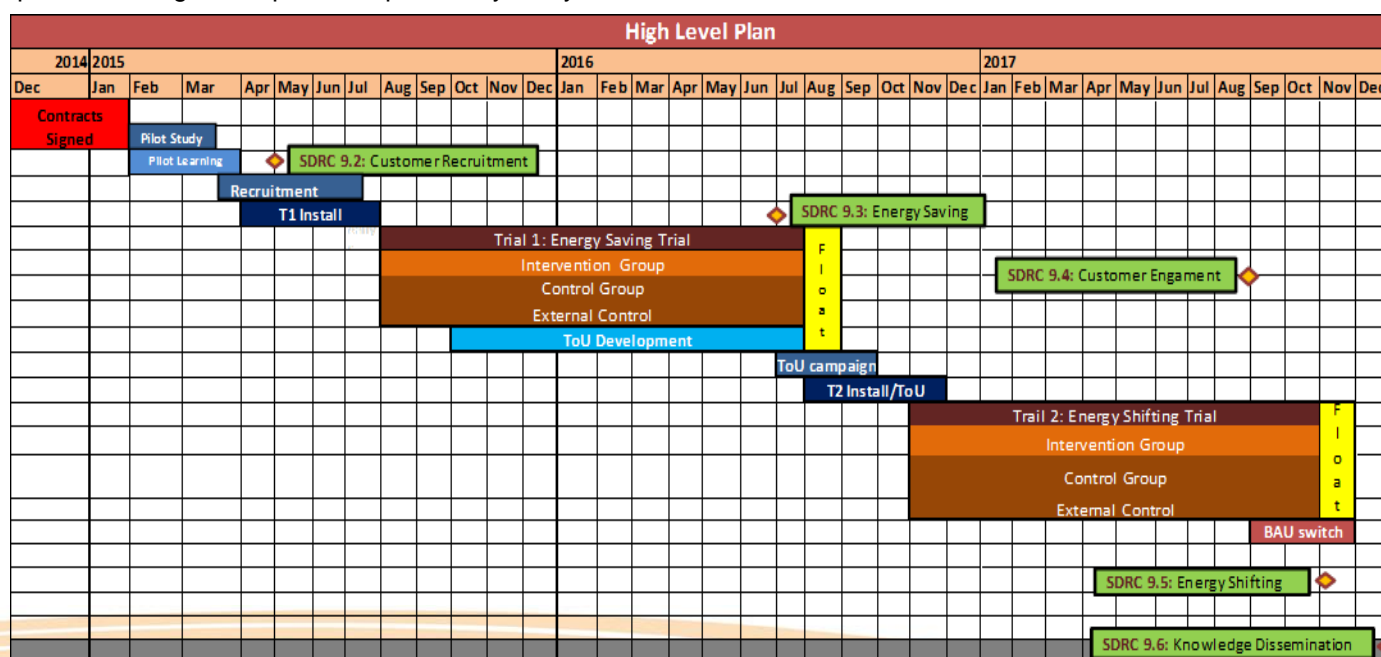 High Level Plan
2014 2015 2016 2017
Dec Jan Feb Mar Apr May Jun Jul Aug Sep Oct Nov Dec Jan Feb Mar Apr May Jun Jul Aug Sep Oct Nov Dec Jan Feb Mar Apr May Jun Jul Aug Sep Oct Nov Dec
Contracts
Signed
Pilot Study
Pilot Learning
SDRC 9.2: Customer Recruitment
Recruitment
T1 Install
SDRC 9.3: Energy Saving
Trial 1: Energy Saving Trial
Float
Intervention Group
SDRC 9.4: Customer Engament
Control Group
External Control
ToU Development
ToU campaign
T2 Install/ToU
Trail 2: Energy Shifting Trial
Float
Intervention Group
Control Group
External Control
BAU switch
SDRC 9.5: Energy Shifting
SDRC 9.6: Knowledge Dissemination